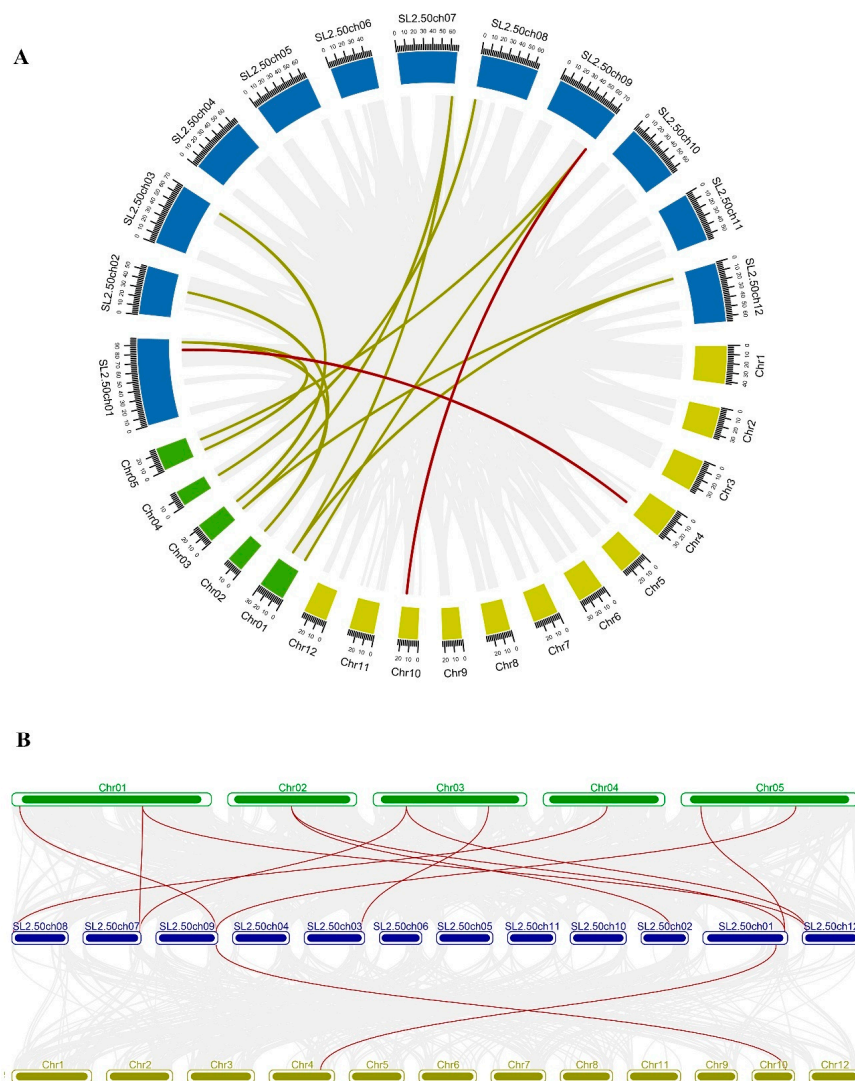 A
SL2.50ch01
SL2.50ch02
SL2.50ch03
SL2.50ch04
SL2.50ch05
SL2.50ch06
SL2.50ch07
SL2.50ch08
SL2.50ch09
SL2.50ch10
SL2.50ch11
SL2.50ch12
Chr1
Chr2
Chr3
Chr4
Chr5
Chr6
Chr7
Chr8
Chr9
Chr10
Chr11
Chr12
Chr01
Chr02
Chr03
Chr04
Chr05
B
Chr01 Chr02 Chr03 Chr04 Chr05
SL2.50ch08 SL2.50ch07 SL2.50ch09 SL2.50ch04 SL2.50ch03 SL2.50ch06 SL2.50ch05 SL2.50ch11 SL2.50ch10 SL2.50ch02 SL2.50ch01 SL2.50ch12
Chr1 Chr2 Chr3 Chr4 Chr5 Chr6 Chr7 Chr8 Chr11 Chr9 Chr10 Chr12